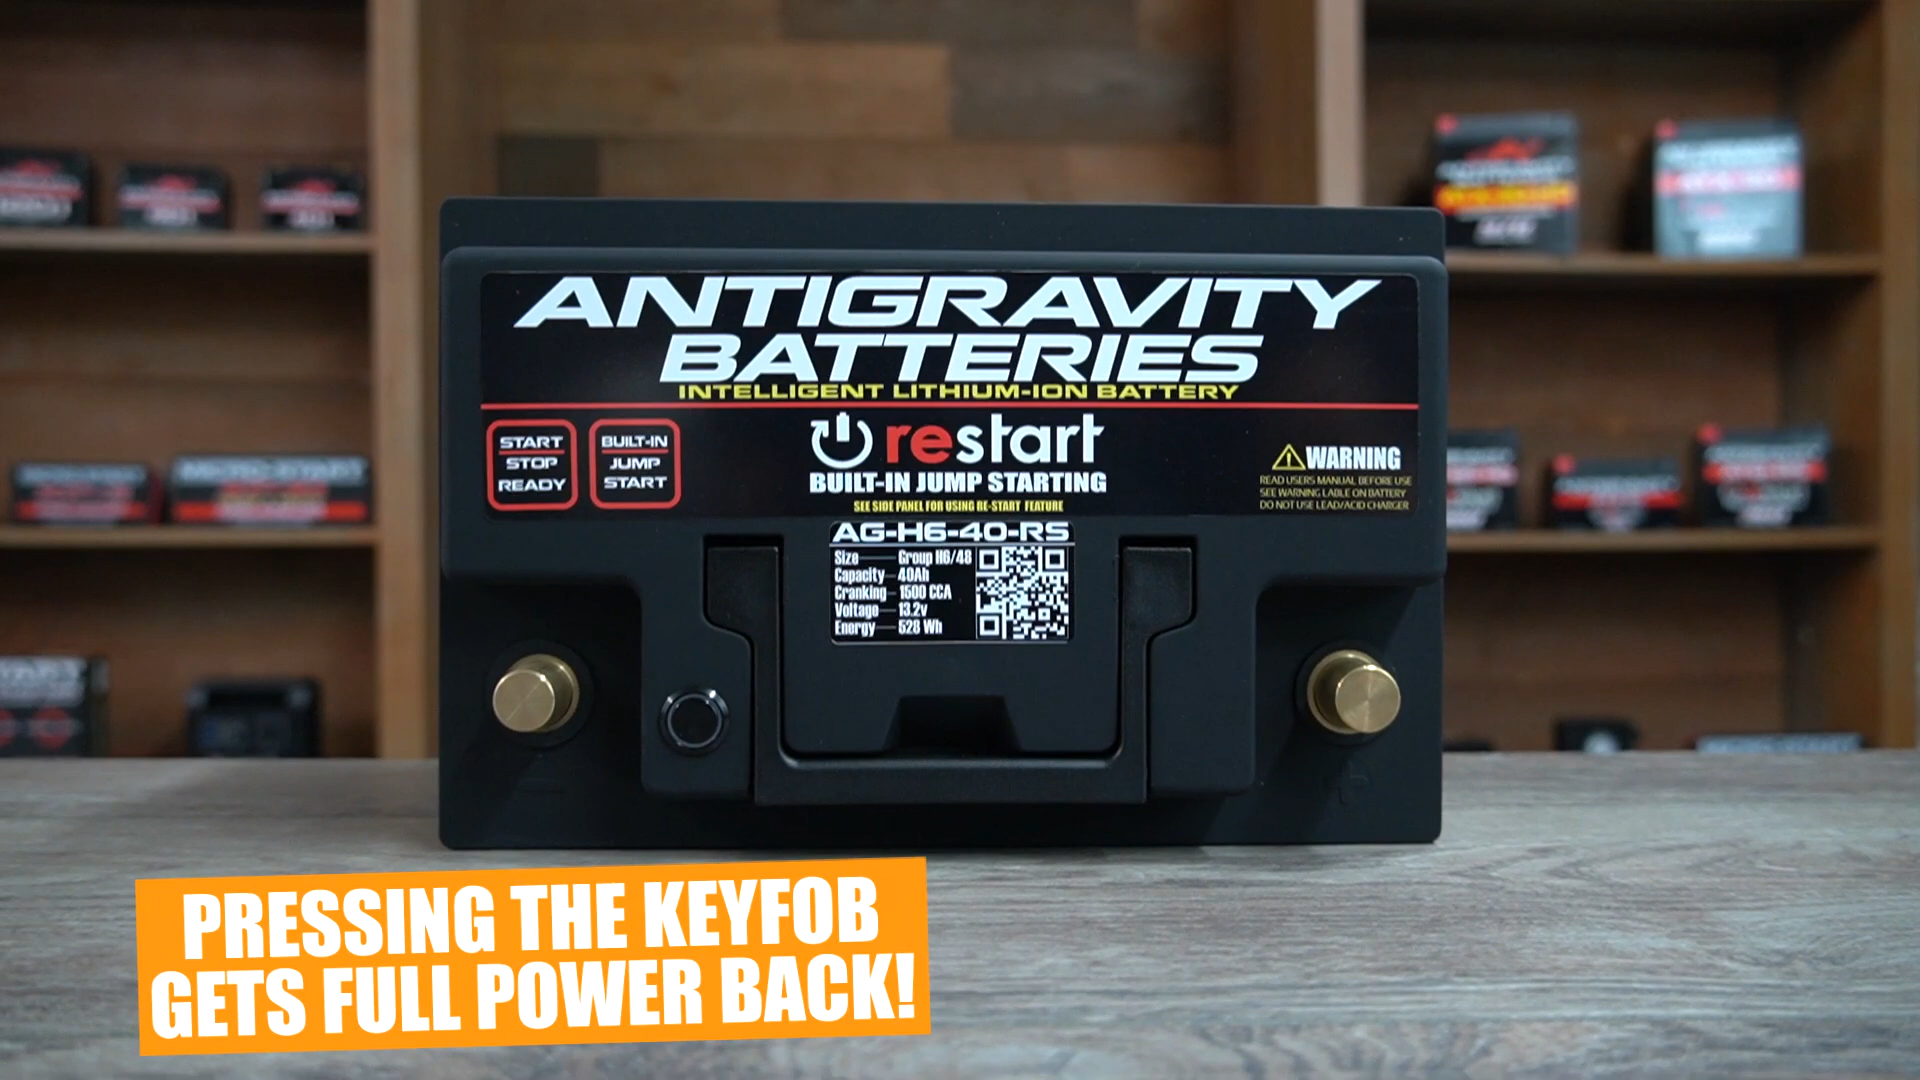 ANTIGRAVITY
BATTERIES
INTELLIGENT LITHIUM-ION BATTERY
START
STOP
READY
BUILT-IN
JUMP
START
restart
BUILT-IN JUMP STARTING
SEE SIDE PANEL FOR USING RE-START FEATURE
WARNING
READ USERS MANUAL BEFORE USE
SEE WARNING LABLE ON BATTERY
DO NOT USE LEAD/ACID CHARGER
AG-H6-40-RS
Size Group H6/48
Capacity 40Ah
Cranking 1500 CCA
Voltage 13.2v
Energy 528 Wh
PRESSING THE KEYFOB
GETS FULL POWER BACK!